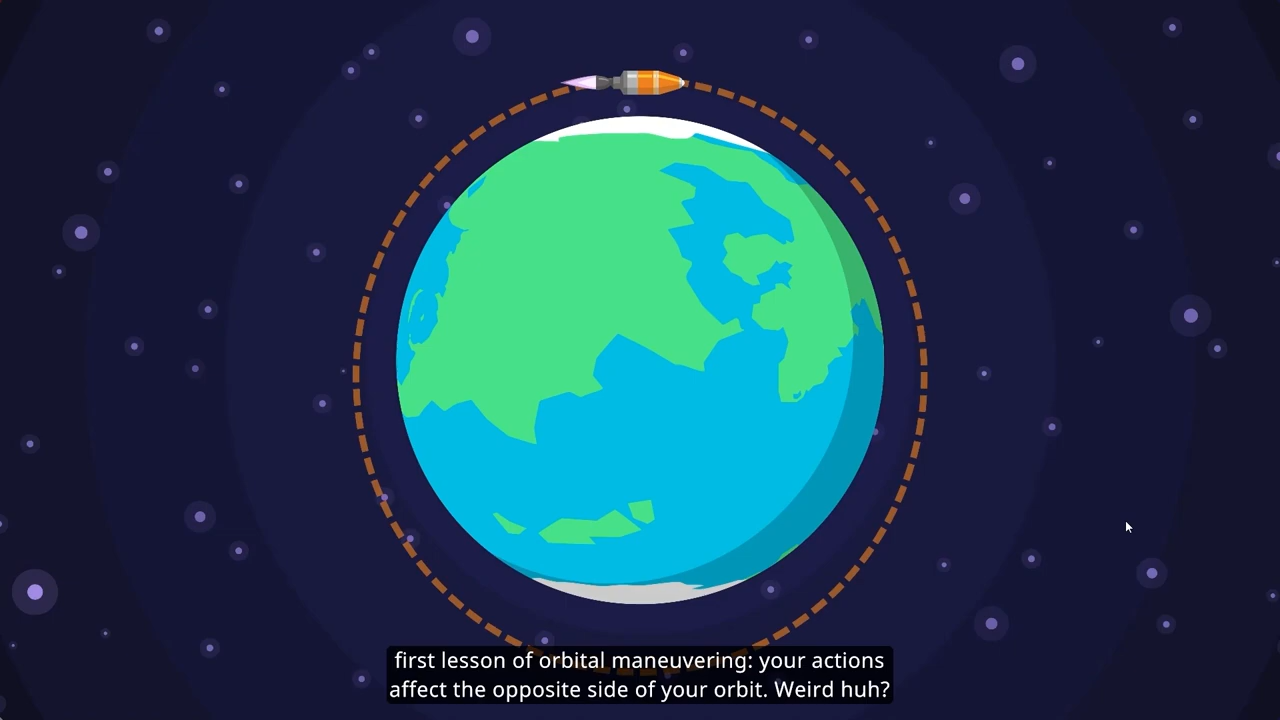 first lesson of orbital maneuvering: your actions
affect the opposite side of your orbit. Weird huh?